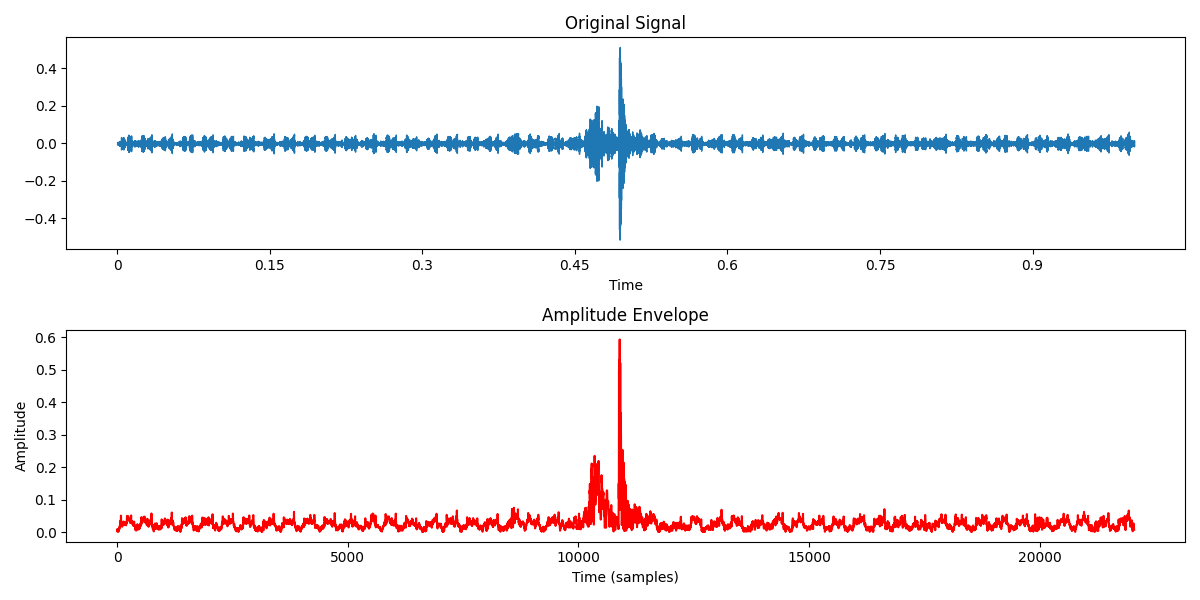 Original Signal
0.4
0.2
0.0
−0.2
−0.4
0 0.15 0.3 0.45 0.6 0.75 0.9
Time
Amplitude Envelope
0.6
0.5
0.4
0.3
0.2
0.1
0.0
Amplitude
0 5000 10000 15000 20000
Time (samples)